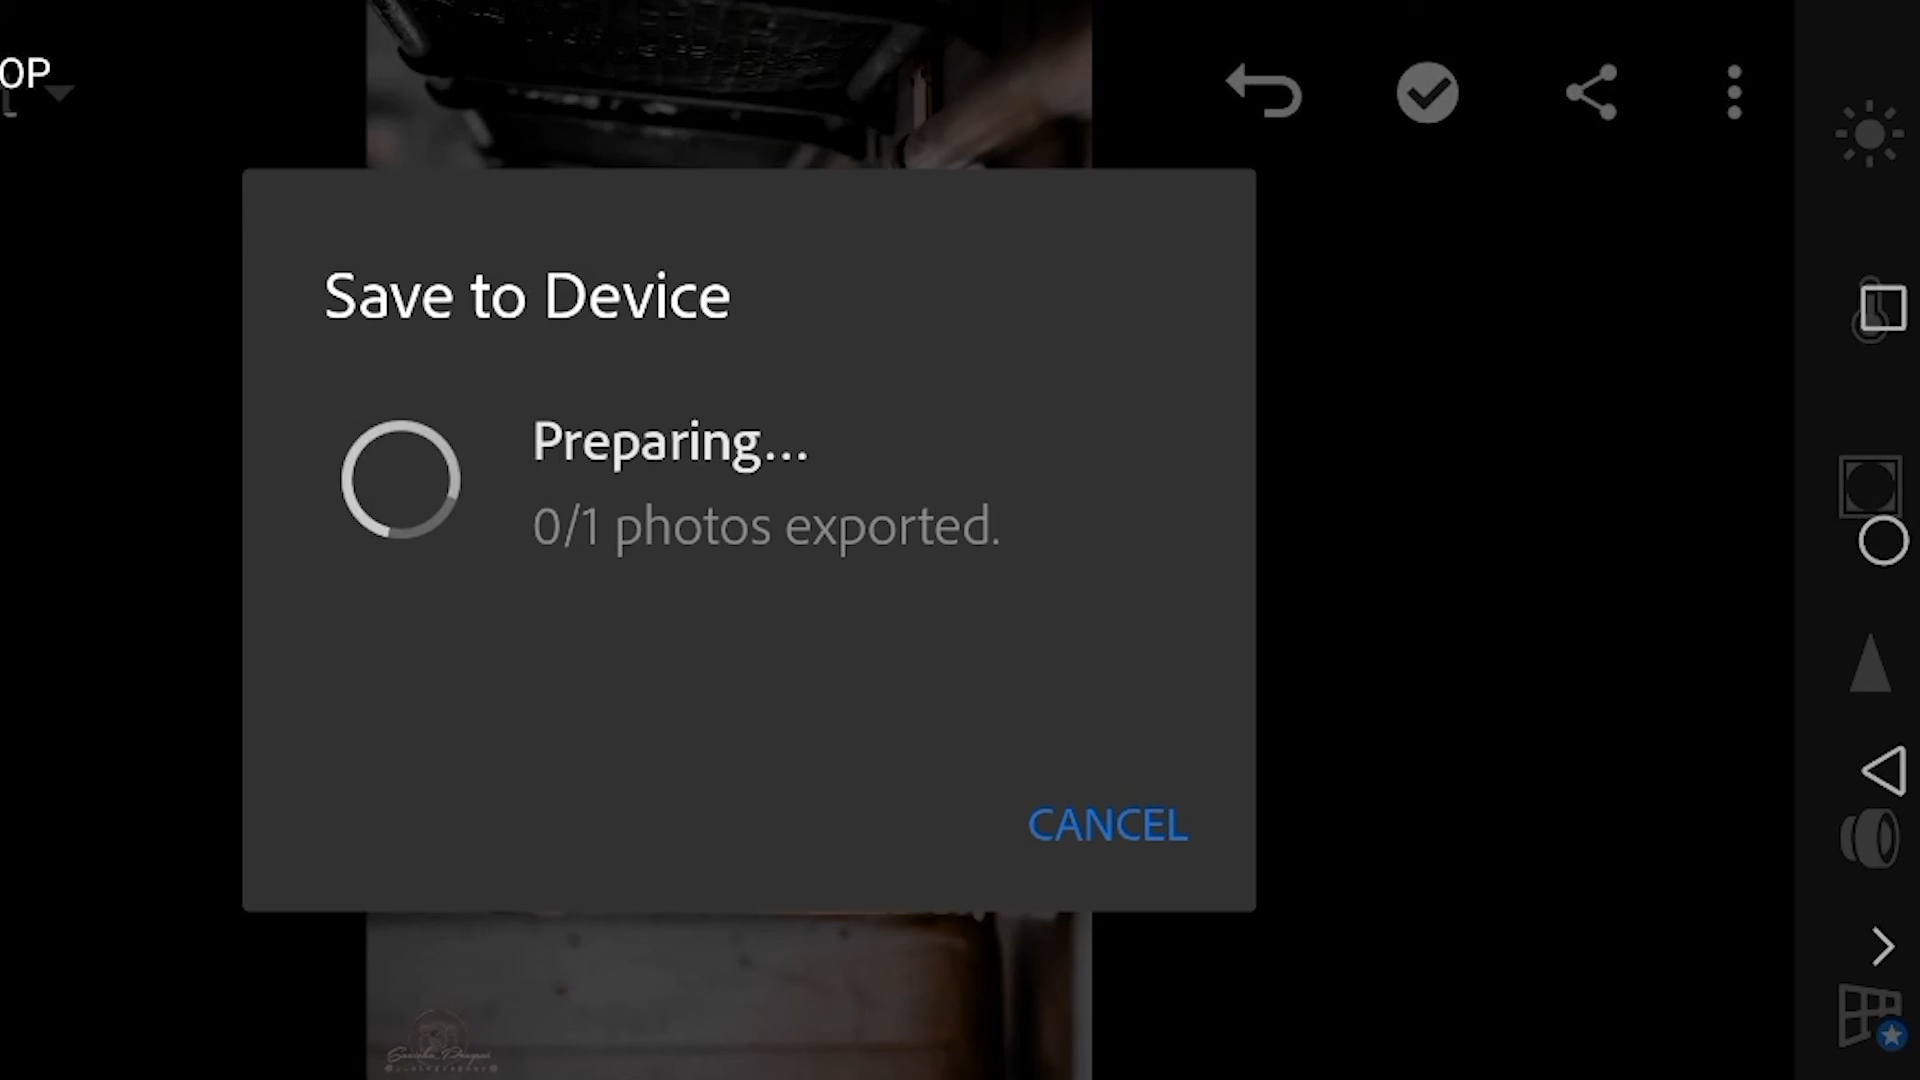 OP
Save to Device
Preparing...
0/1 photos exported.
CANCEL